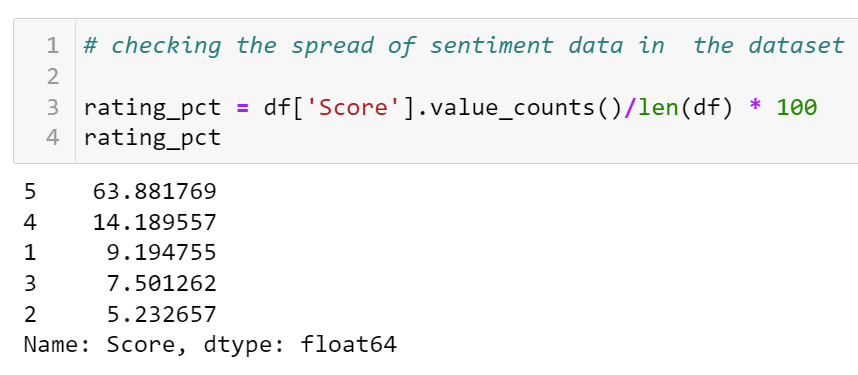 1 # checking the spread of sentiment data in  the dataset
2
3 rating_pct = df['Score'].value_counts()/len(df) * 100
4 rating_pct
5    63.881769
4    14.189557
1     9.194755
3     7.501262
2     5.232657
Name: Score, dtype: float64